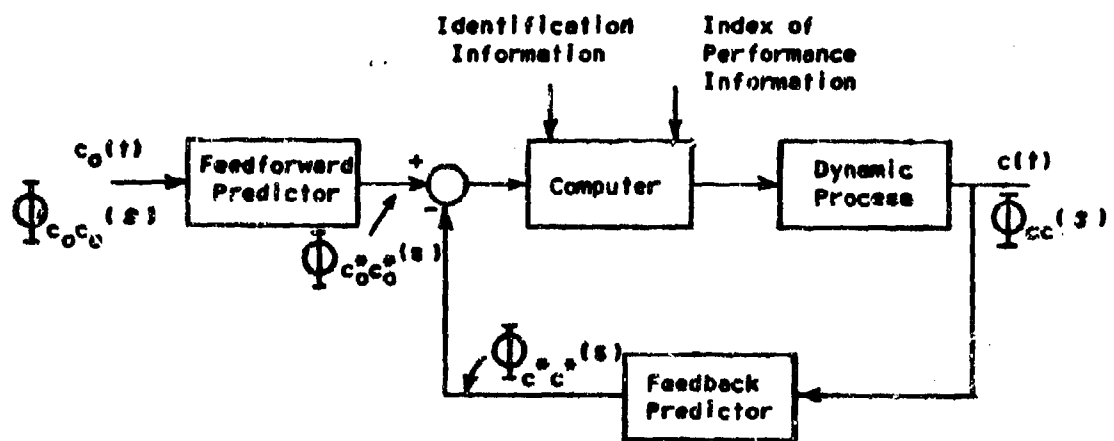 Identification
Information
Index of
Performance
Information
c₀(t)
Φc₀c₀(s)
Feedforward
Predictor
+
-
Φc₀*c₀*(s)
Computer
Dynamic
Process
c(t)
Φcc(s)
Φc*c*(s)
Feedback
Predictor